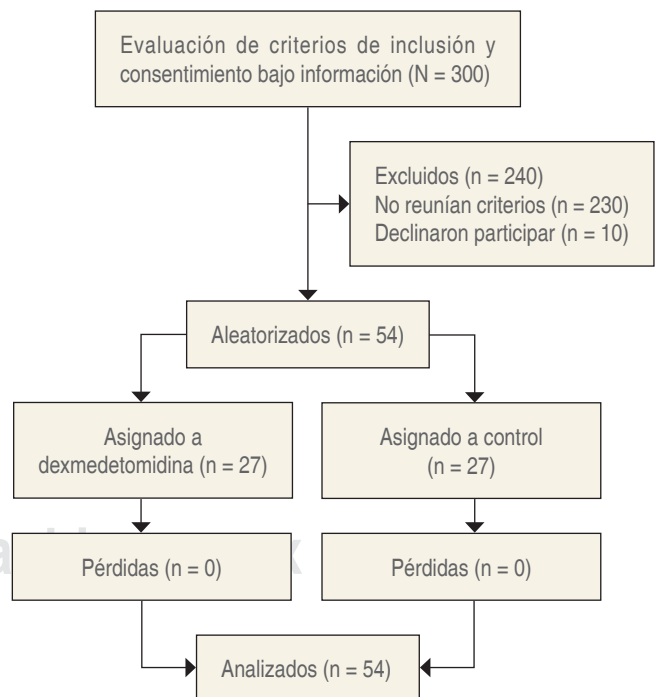 Evaluación de criterios de inclusión y
consentimiento bajo información (N = 300)
Excluidos (n = 240)
No reunían criterios (n = 230)
Declinaron participar (n = 10)
Aleatorizados (n = 54)
Asignado a
dexmedetomidina (n = 27)
Asignado a control
(n = 27)
Pérdidas (n = 0)
Pérdidas (n = 0)
Analizados (n = 54)